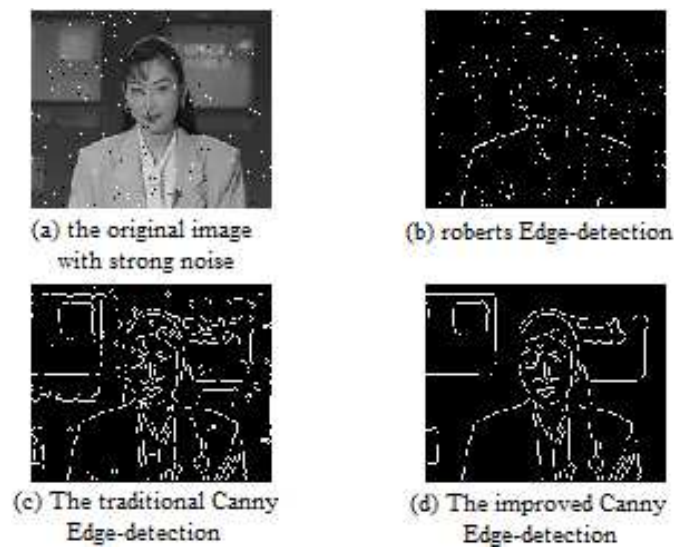 (a) the original image
with strong noise
(b) roberts Edge-detection
(c) The traditional Canny
Edge-detection
(d) The improved Canny
Edge-detection